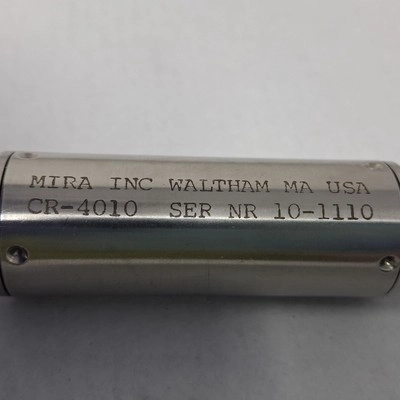 MIRA INC WALTHAM MA USA
CR-4010 SER NR 10-1110